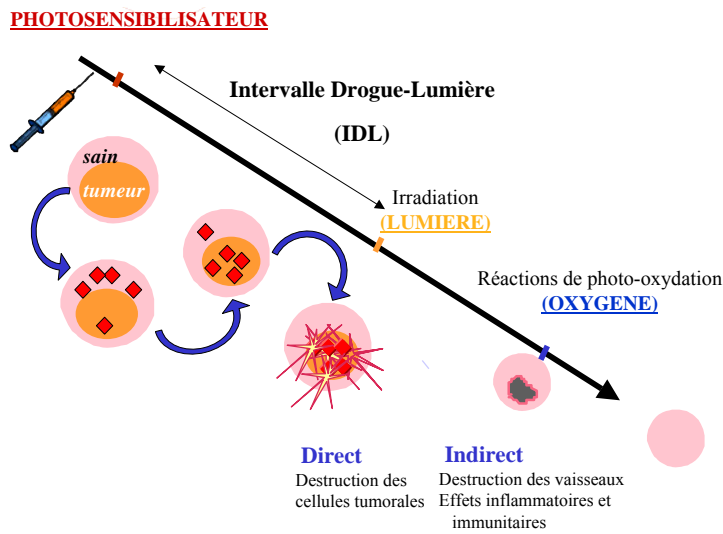 PHOTOSENSIBILISATEUR
Intervalle Drogue-Lumière
(IDL)
sain
tumeur
Irradiation
(LUMIERE)
Réactions de photo-oxydation
(OXYGENE)
Direct
Destruction des
cellules tumorales
Indirect
Destruction des vaisseaux
Effets inflammatoires et
immunitaires